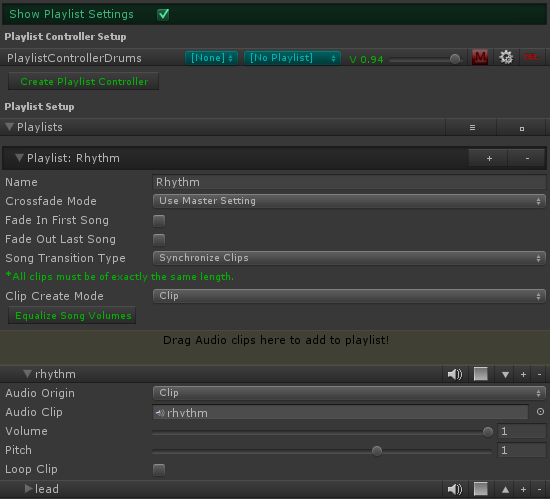 Show Playlist Settings
Playlist Controller Setup
PlaylistControllerDrums [None] [No Playlist] V 0.94 M
Create Playlist Controller
Playlist Setup
Playlists
Playlist: Rhythm + -
Name Rhythm
Crossfade Mode Use Master Setting
Fade In First Song
Fade Out Last Song
Song Transition Type Synchronize Clips
*All clips must be of exactly the same length.
Clip Create Mode Clip
Equalize Song Volumes
Drag Audio clips here to add to playlist!
rhythm + -
Audio Origin Clip
Audio Clip rhythm
Volume 1
Pitch 1
Loop Clip
lead + -